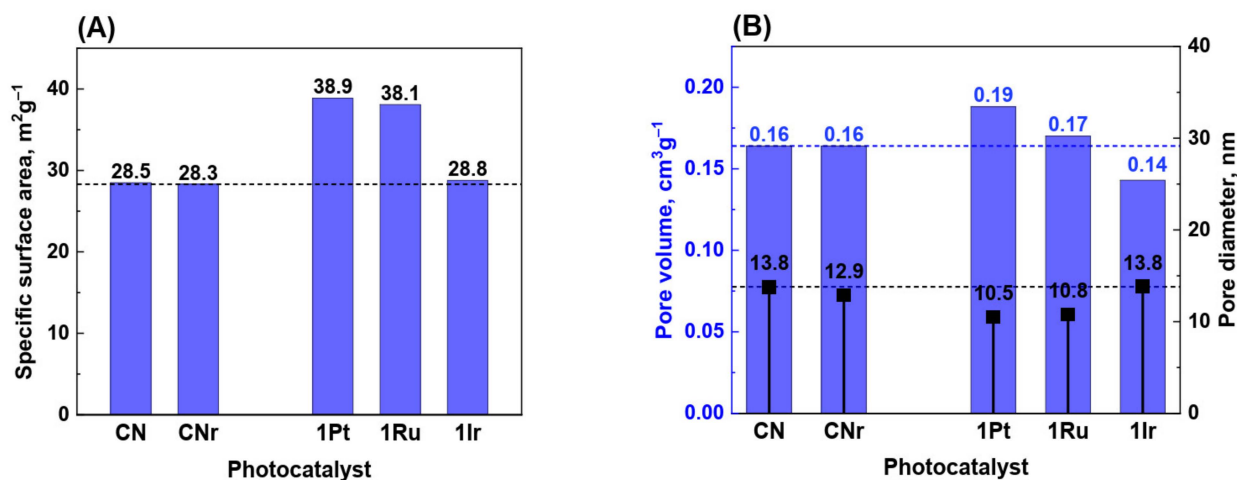 (A)
Specific surface area, m²g⁻¹
40
30
20
10
0
28.5
28.3
38.9
38.1
28.8
CN
CNr
1Pt
1Ru
1Ir
Photocatalyst
(B)
Pore volume, cm³g⁻¹
0.20
0.15
0.10
0.05
0.00
0.16
0.16
0.19
0.17
0.14
13.8
12.9
10.5
10.8
13.8
40
30
20
10
0
Pore diameter, nm
CN
CNr
1Pt
1Ru
1Ir
Photocatalyst